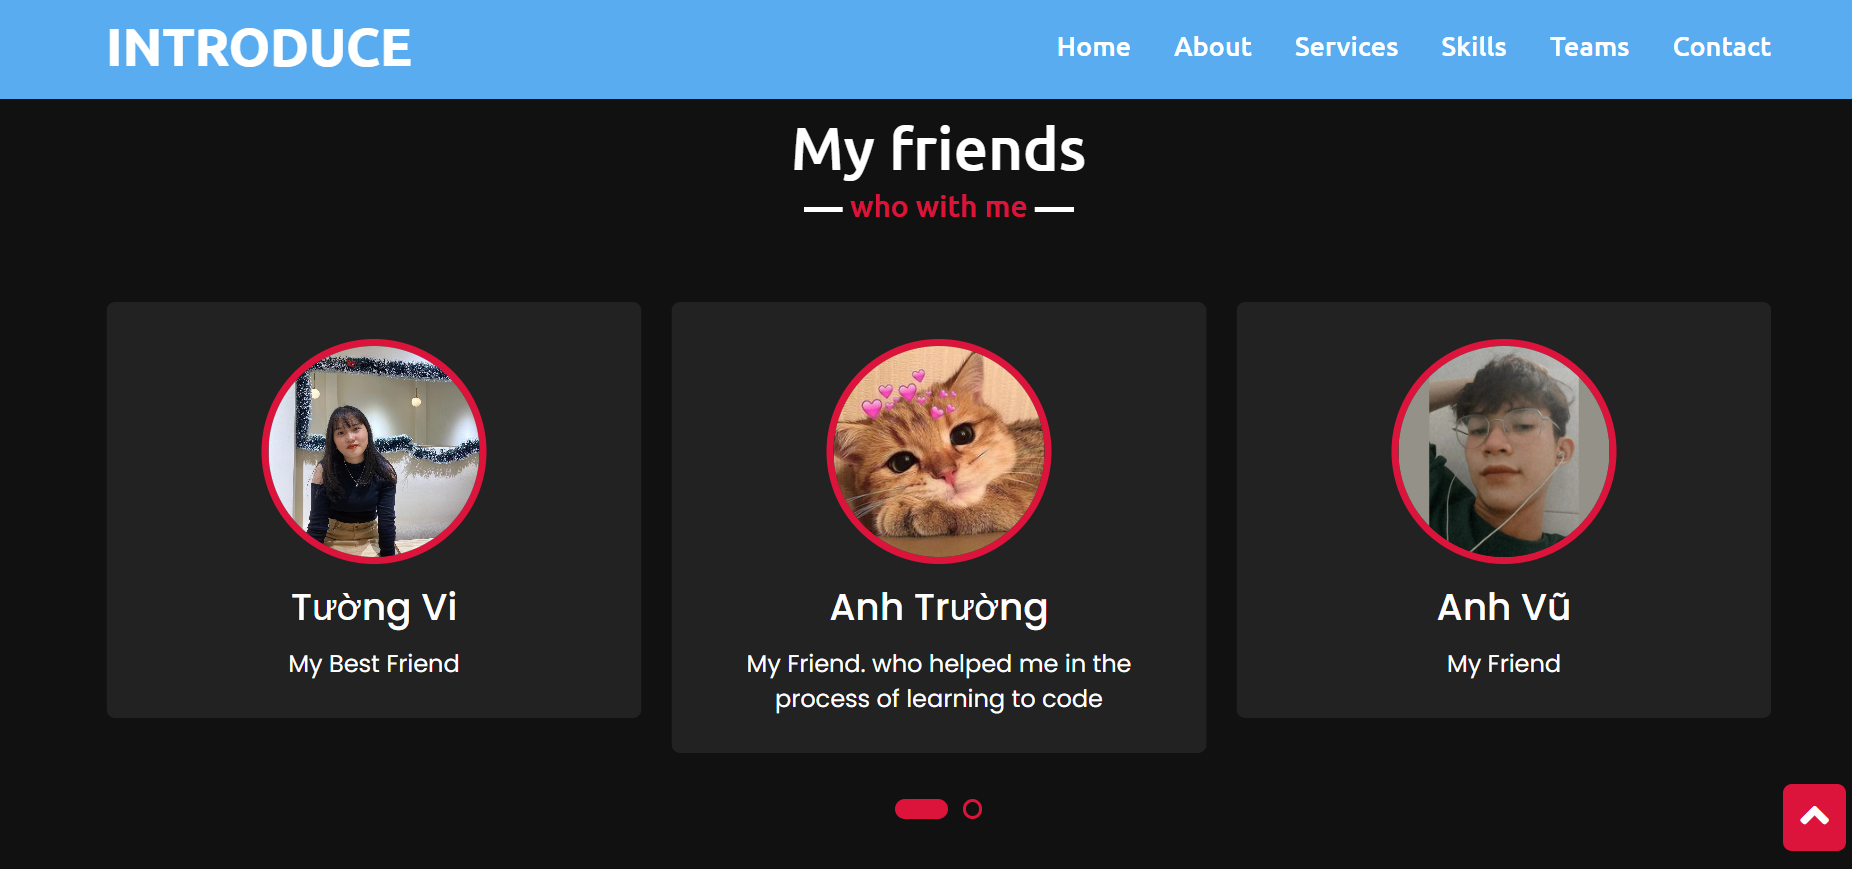 INTRODUCE
Home About Services Skills Teams Contact
My friends
who with me
Tường Vi
My Best Friend
Anh Trường
My Friend. who helped me in the
process of learning to code
Anh Vũ
My Friend